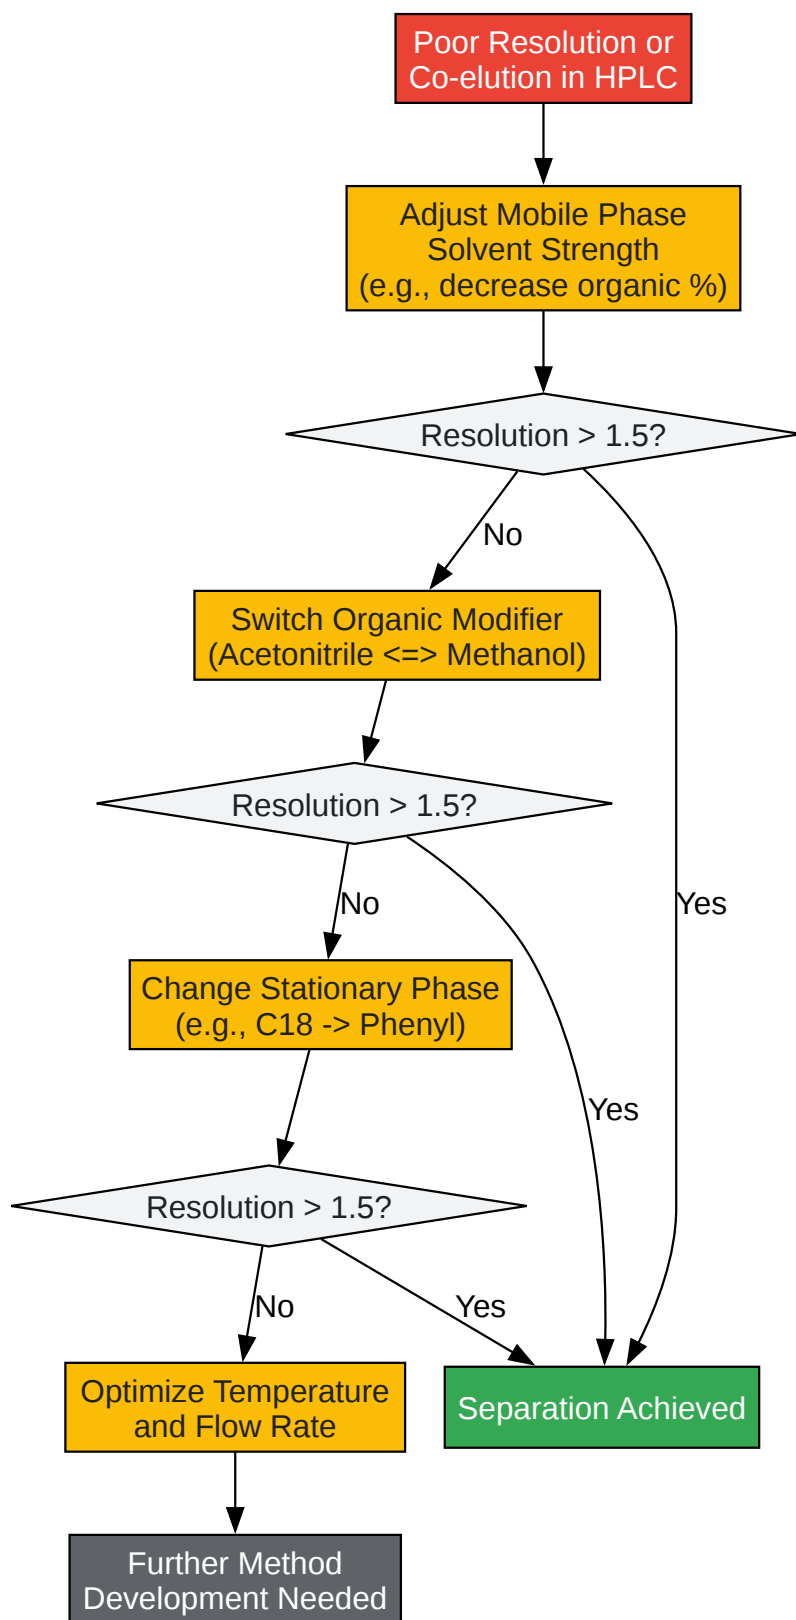 Poor Resolution or
Co-elution in HPLC
Adjust Mobile Phase
Solvent Strength
(e.g., decrease organic %)
Resolution > 1.5?
No
Switch Organic Modifier
(Acetonitrile <=> Methanol)
Resolution > 1.5?
No
Yes
Change Stationary Phase
(e.g., C18 -> Phenyl)
Yes
Resolution > 1.5?
No
Yes
Optimize Temperature
and Flow Rate
Separation Achieved
Further Method
Development Needed